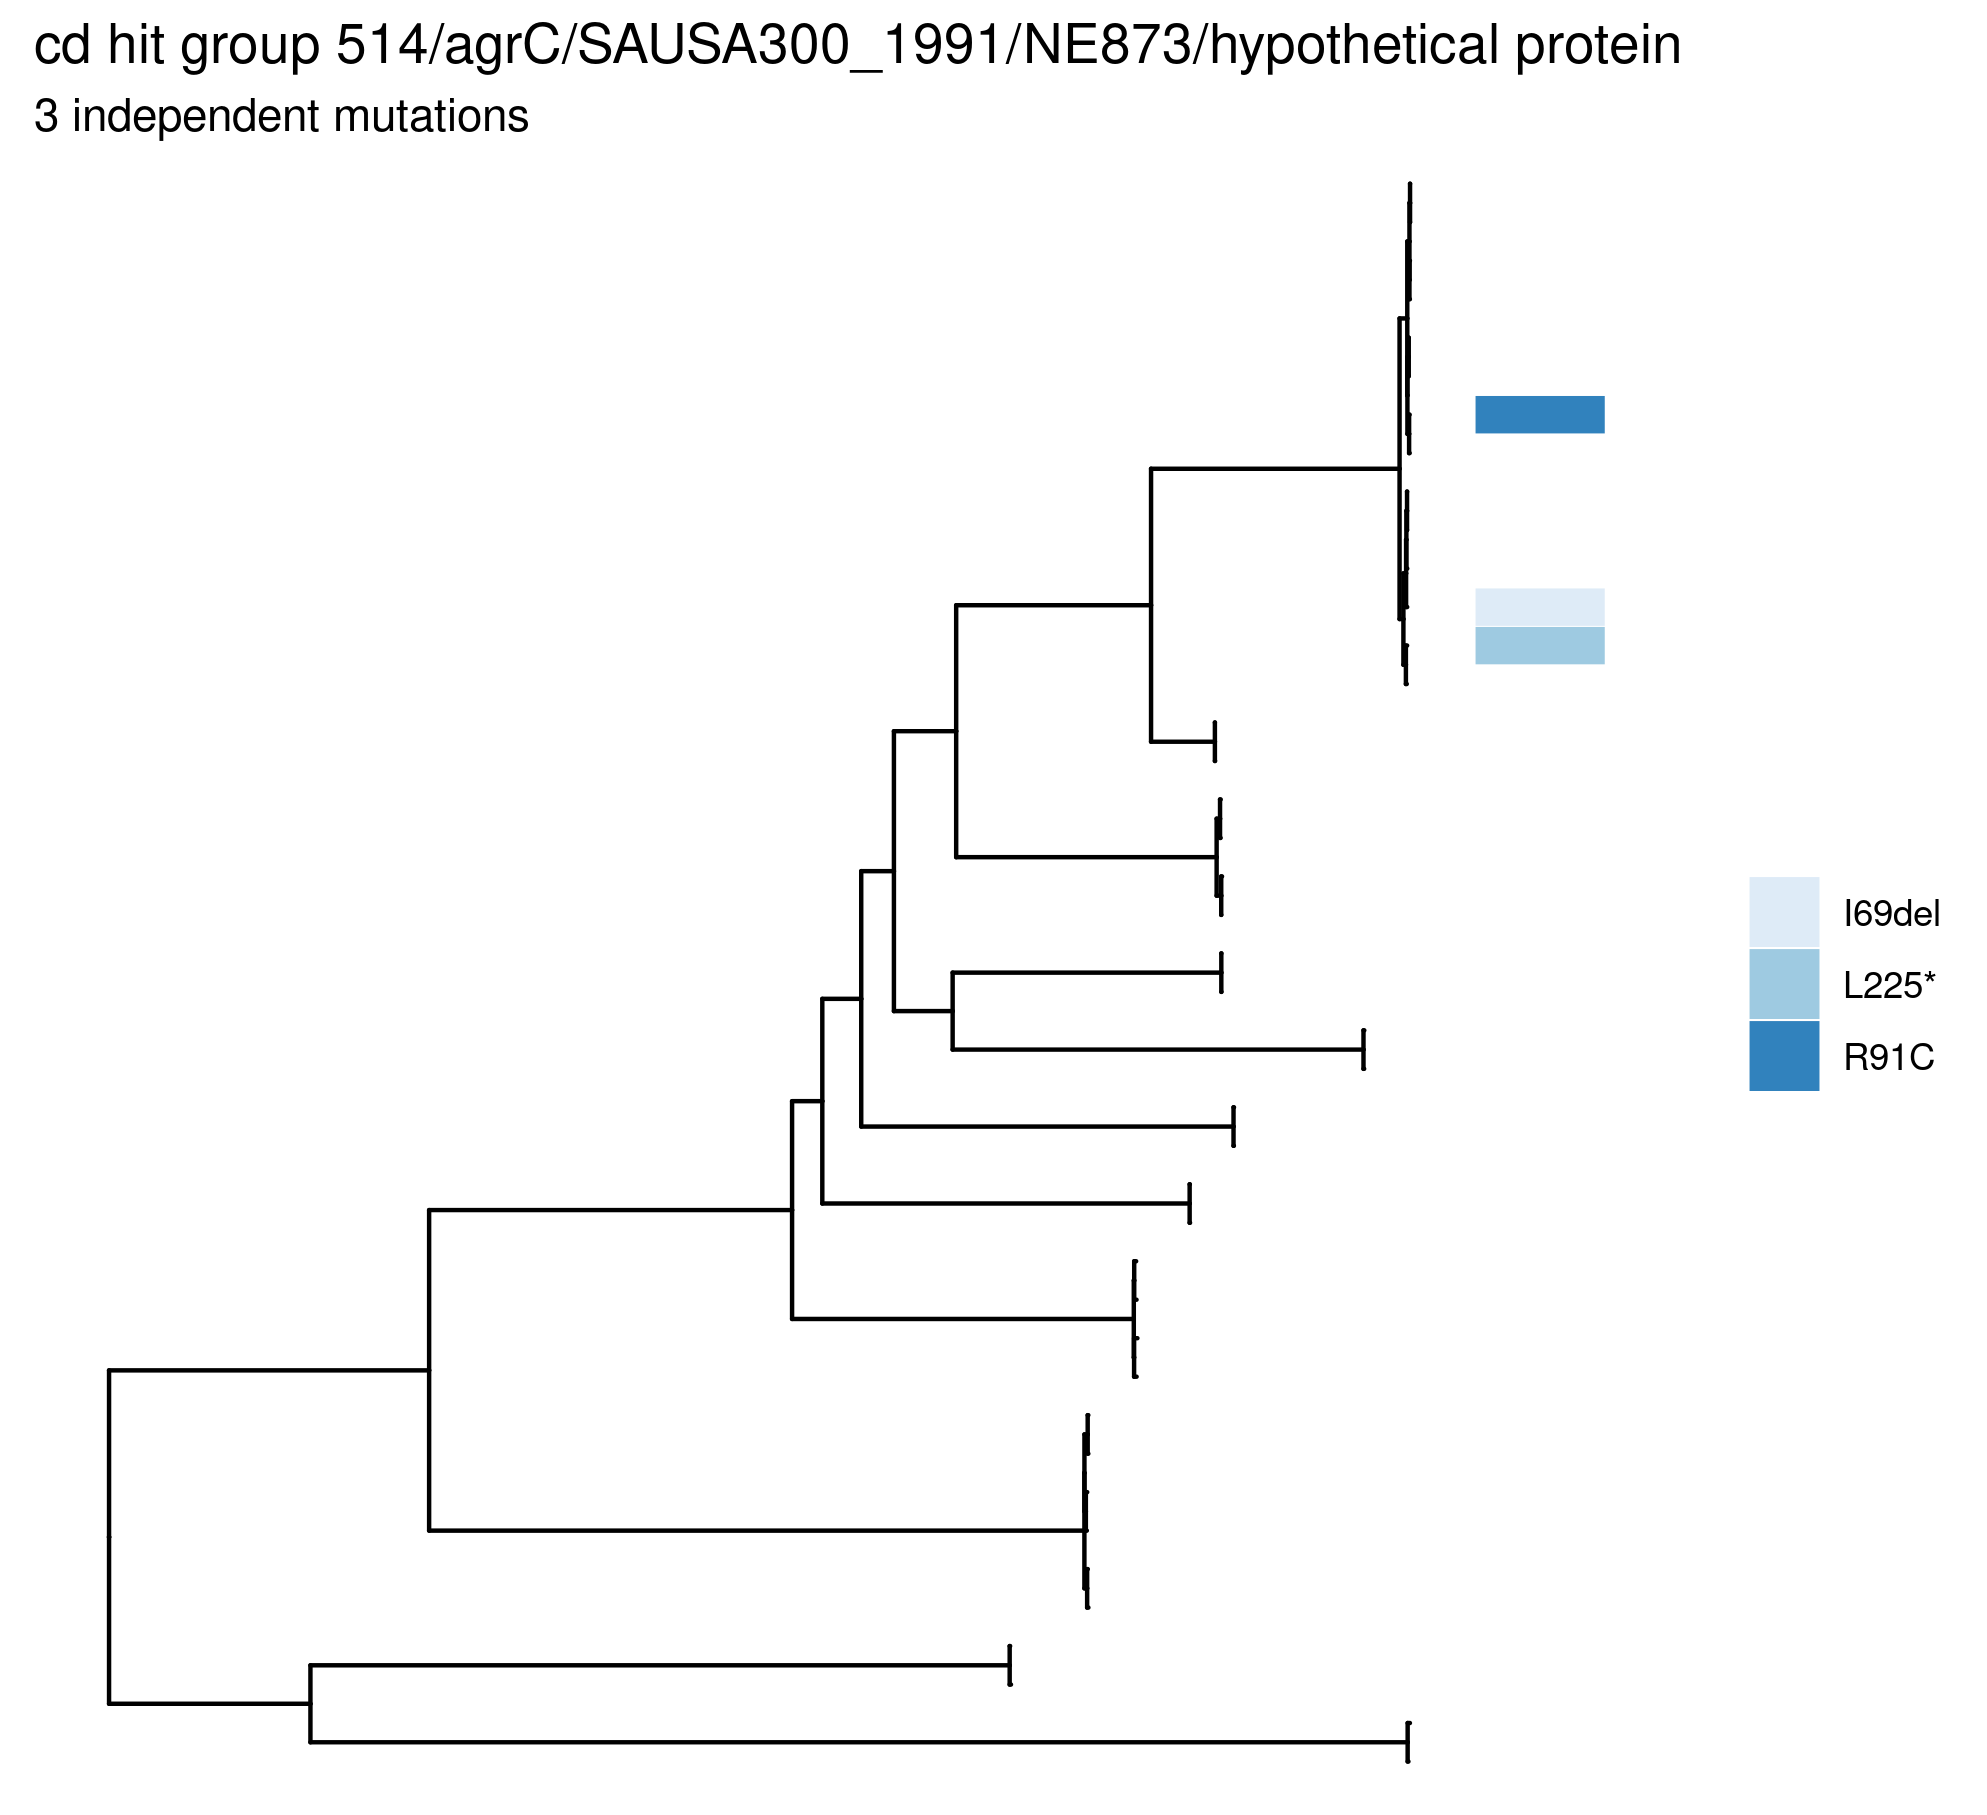 cd hit group 514/agrC/SAUSA300_1991/NE873/hypothetical protein
3 independent mutations
I69del
L225*
R91C